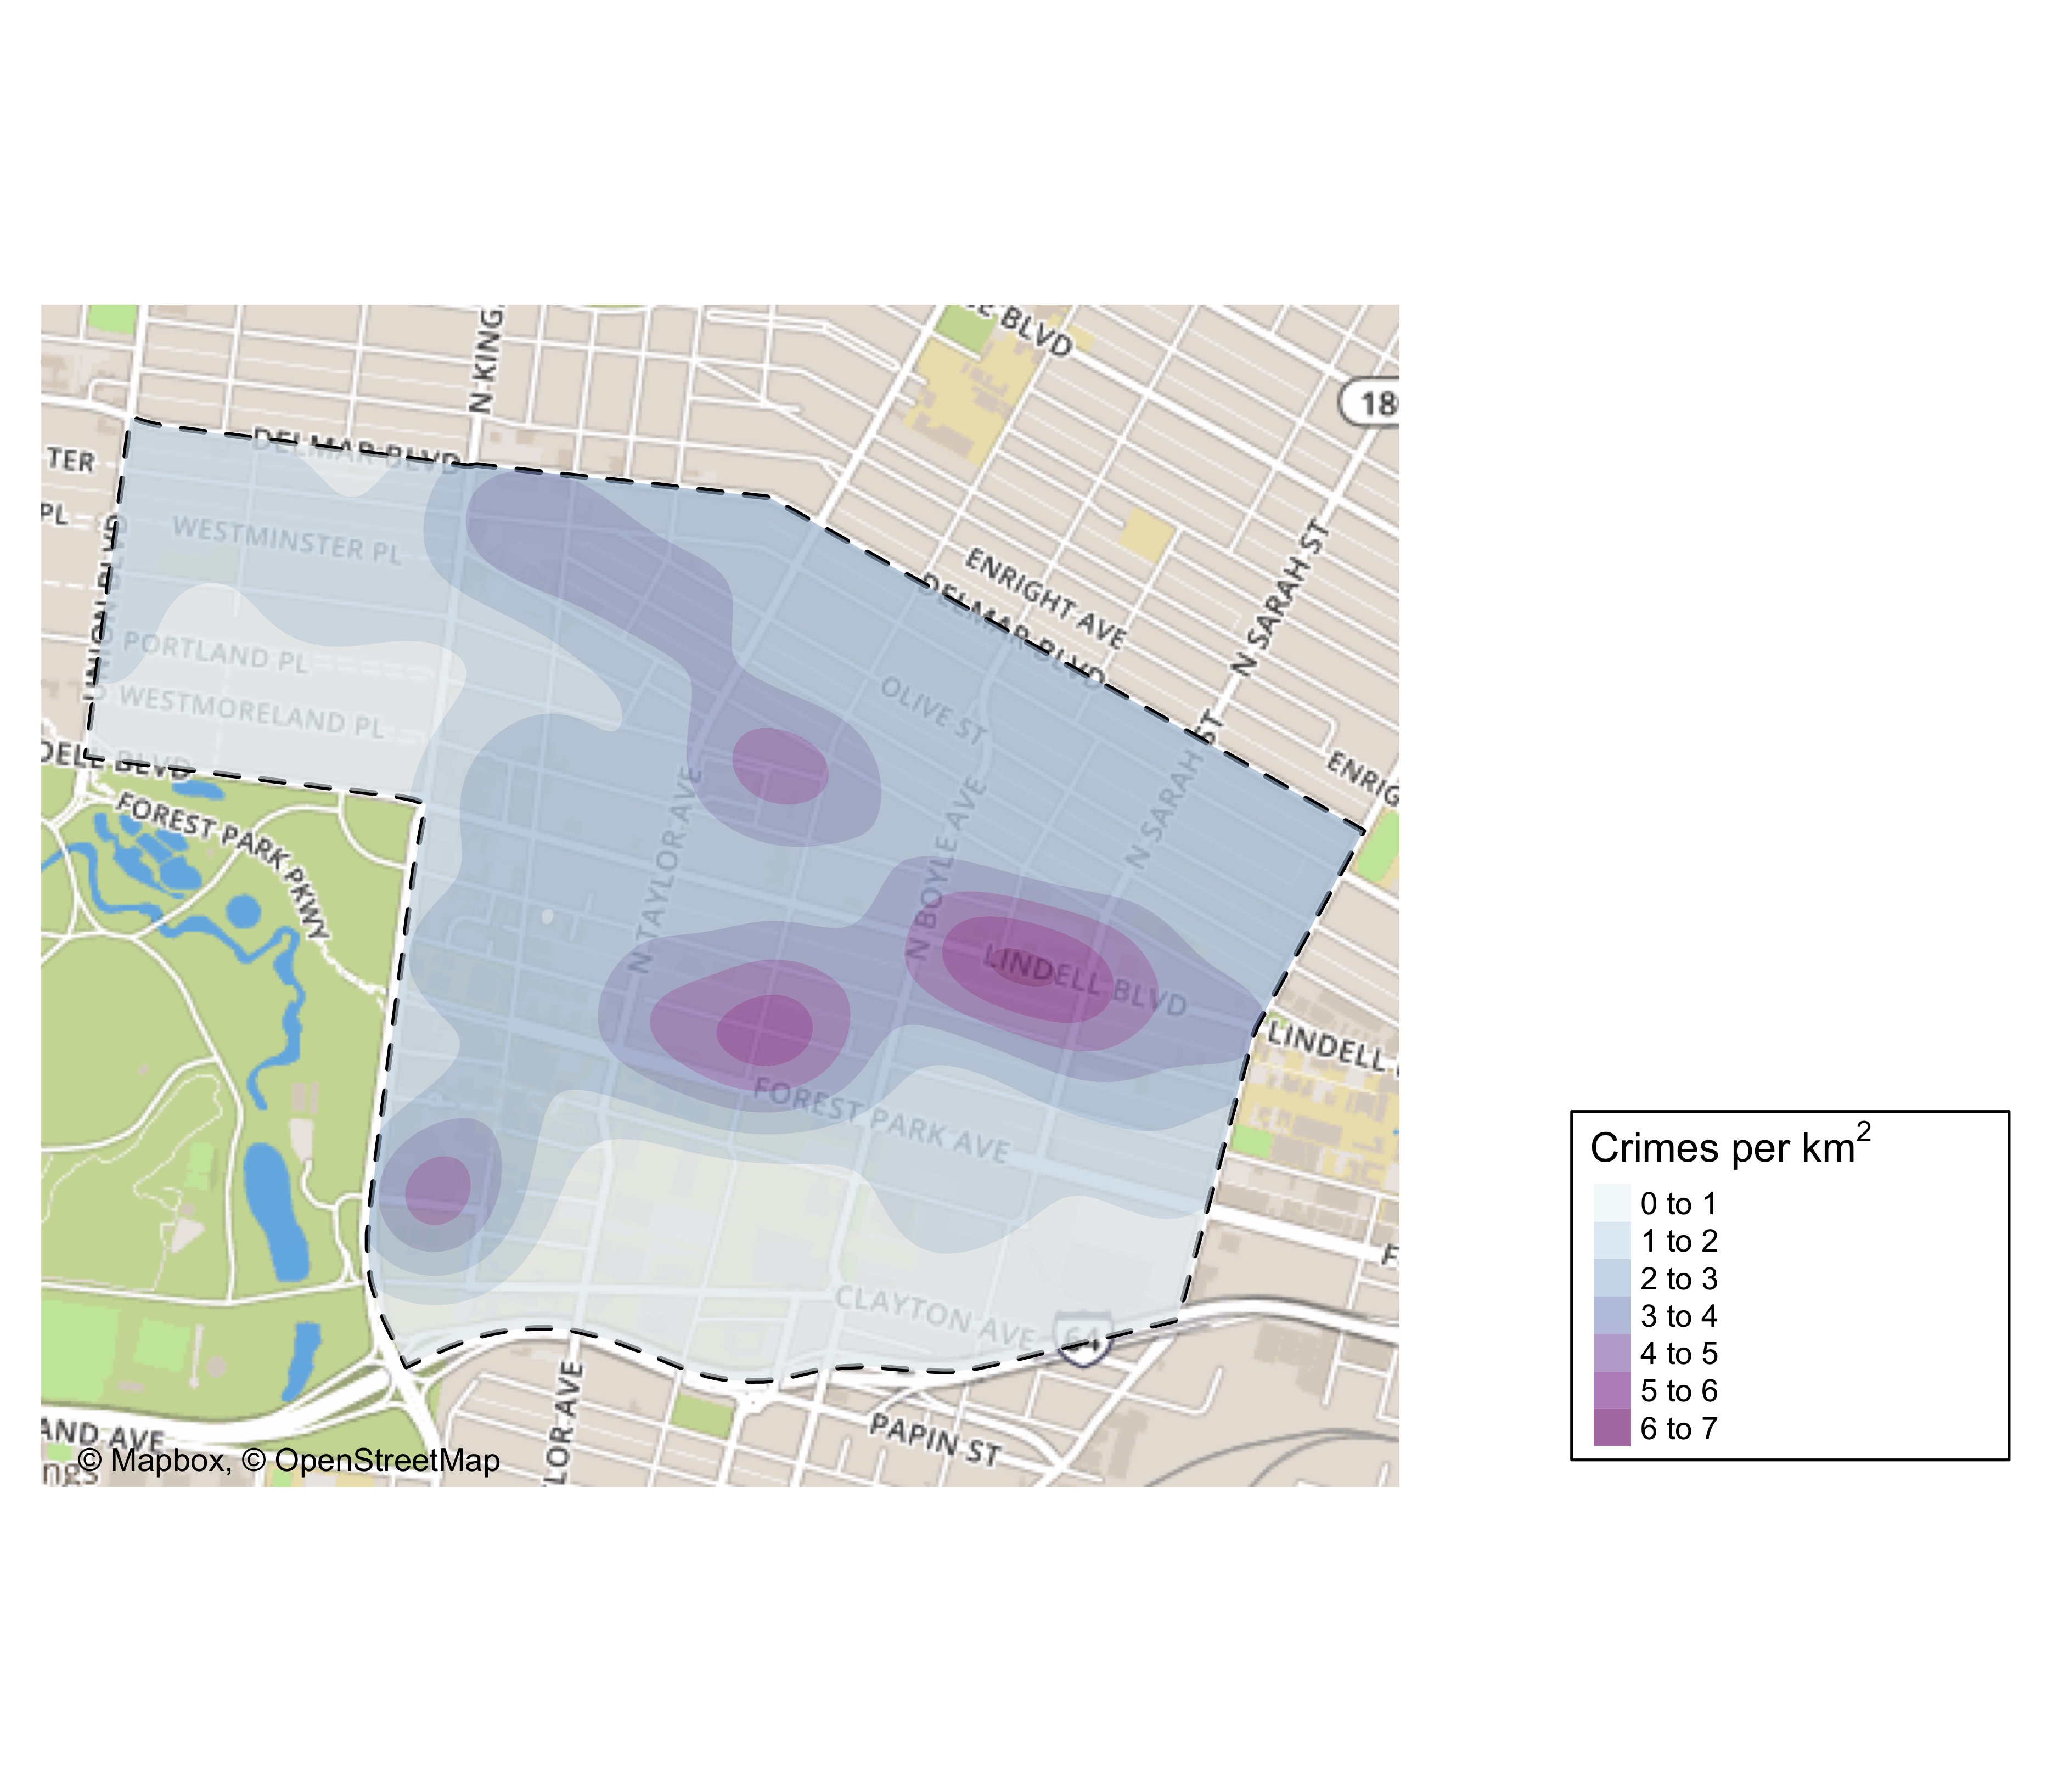 E BLVD
N KING
18
DELMAR BLVD
TER
PL
WESTMINSTER PL
ENRIGHT AVE
DELMAR BLVD
N SARAH ST
UNION BLVD
PORTLAND PL
WESTMORELAND PL
OLIVE ST
DELL BLVD
ENRIG
FOREST PARK PKWY
N TAYLOR AVE
N BOYLE AVE
N SARAH ST
LINDELL BLVD
LINDELL
FOREST PARK AVE
F
CLAYTON AVE
64
LOR AVE
PAPIN ST
AND AVE
ngs
© Mapbox, © OpenStreetMap
Crimes per km2
0 to 1
1 to 2
2 to 3
3 to 4
4 to 5
5 to 6
6 to 7